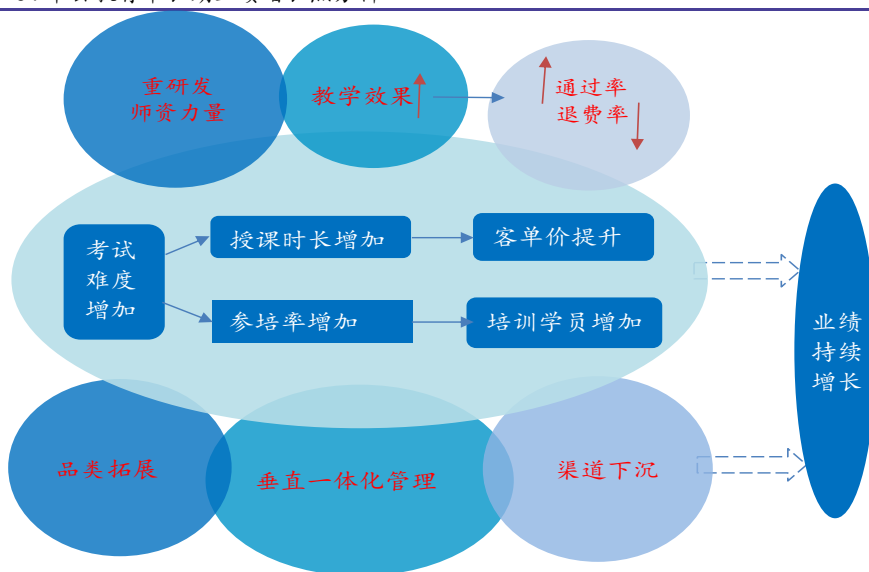 重研发
师资力量
教学效果
通过率
退费率
考试
难度
增加
授课时长增加
客单价提升
参培率增加
培训学员增加
业绩
持续
增长
品类拓展
垂直一体化管理
渠道下沉